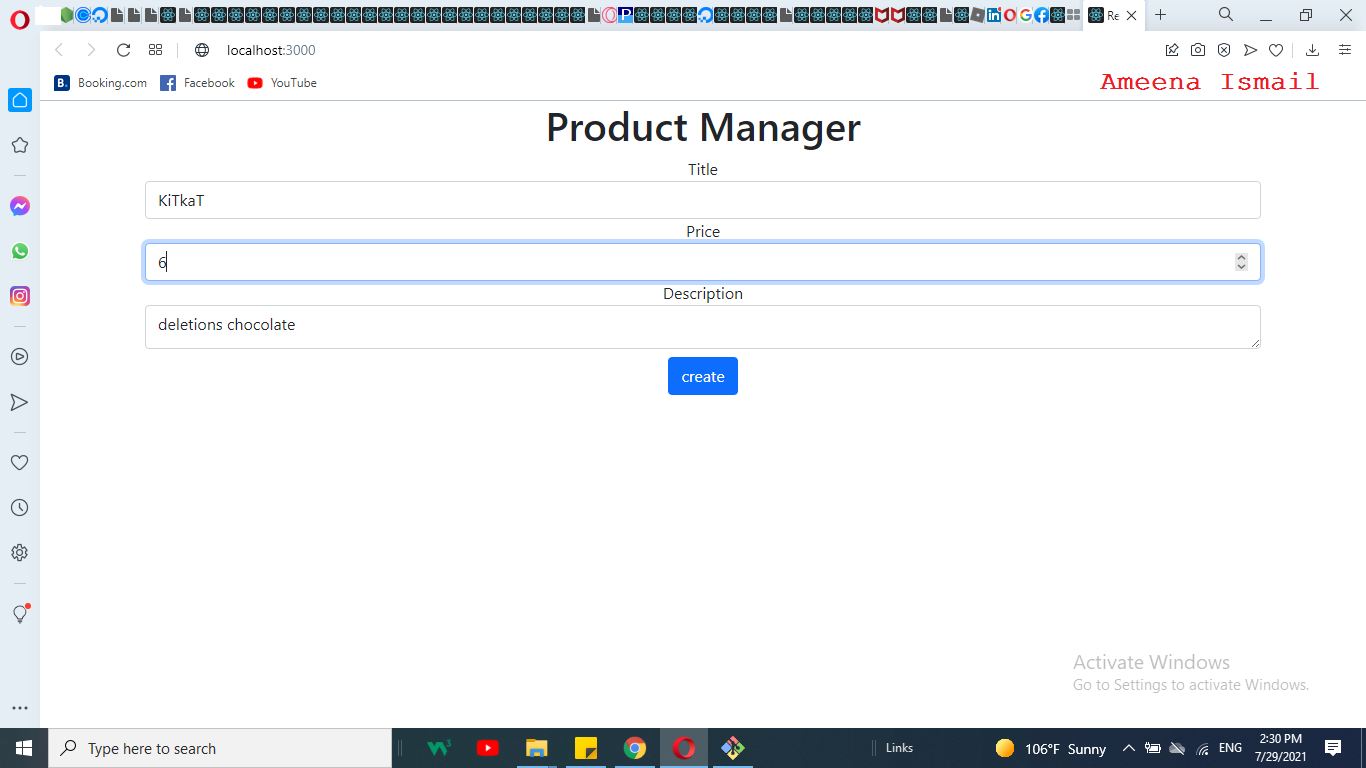 Re
localhost:3000
B. Booking.com Facebook YouTube
Ameena Ismail
Product Manager
Title
KiTkaT
Price
6
Description
deletions chocolate
create
Activate Windows
Go to Settings to activate Windows.
Type here to search
Links
106°F Sunny
ENG
2:30 PM
7/29/2021